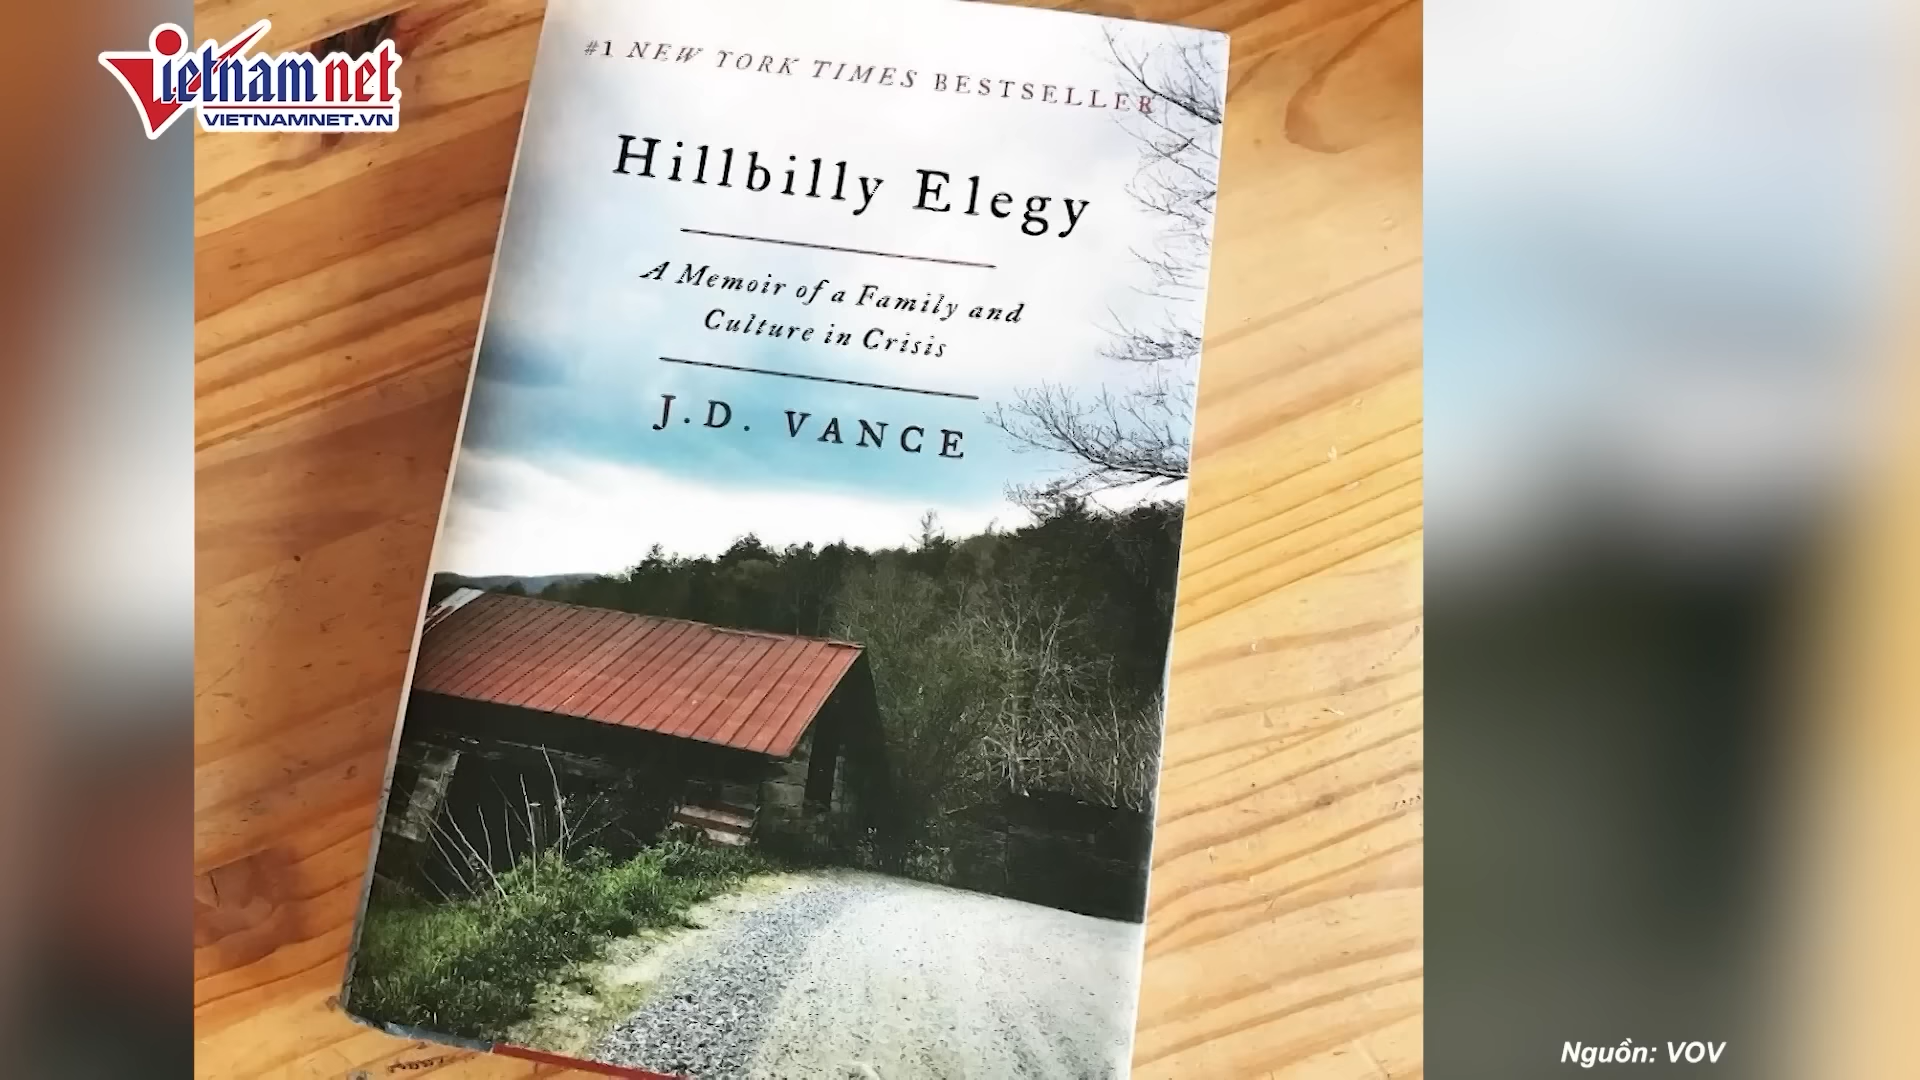 Vietnamnet
VIETNAMNET.VN
#1 NEW YORK TIMES BESTSELLER
Hillbilly Elegy
A Memoir of a Family and
Culture in Crisis
J.D. VANCE
Nguồn: VOV